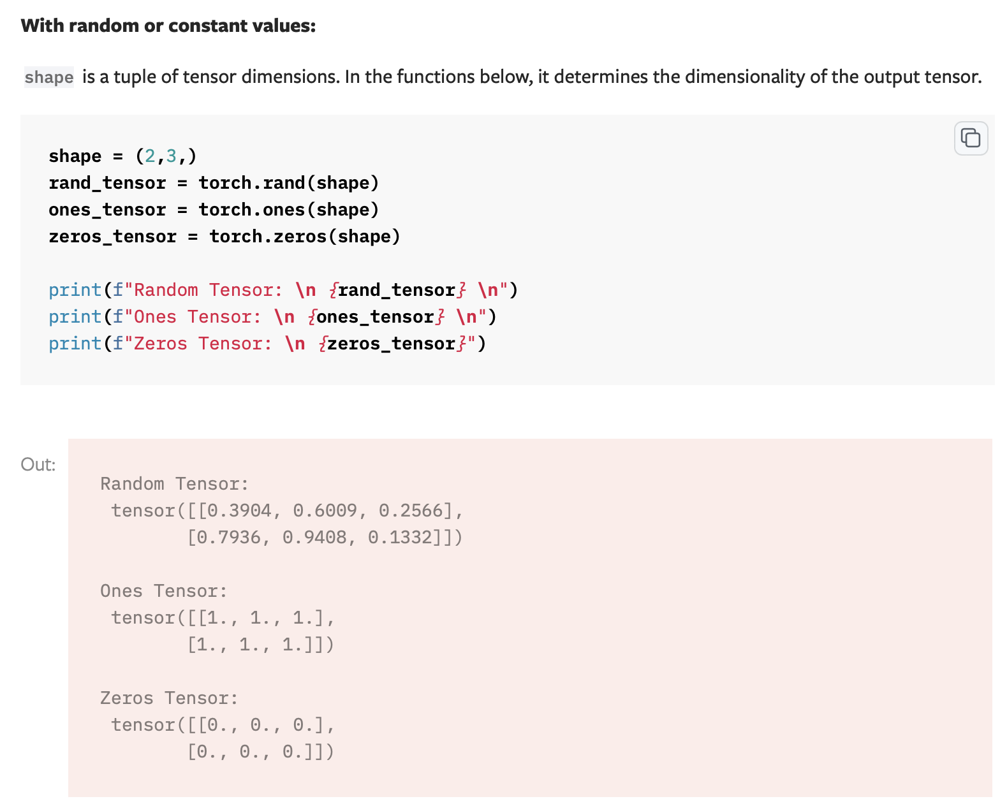 With random or constant values:
shape is a tuple of tensor dimensions. In the functions below, it determines the dimensionality of the output tensor.
shape = (2,3,)
rand_tensor = torch.rand(shape)
ones_tensor = torch.ones(shape)
zeros_tensor = torch.zeros(shape)
print(f"Random Tensor: \n {rand_tensor} \n")
print(f"Ones Tensor: \n {ones_tensor} \n")
print(f"Zeros Tensor: \n {zeros_tensor}")
Out:
Random Tensor:
 tensor([[0.3904, 0.6009, 0.2566],
        [0.7936, 0.9408, 0.1332]])
Ones Tensor:
 tensor([[1., 1., 1.],
        [1., 1., 1.]])
Zeros Tensor:
 tensor([[0., 0., 0.],
        [0., 0., 0.]])